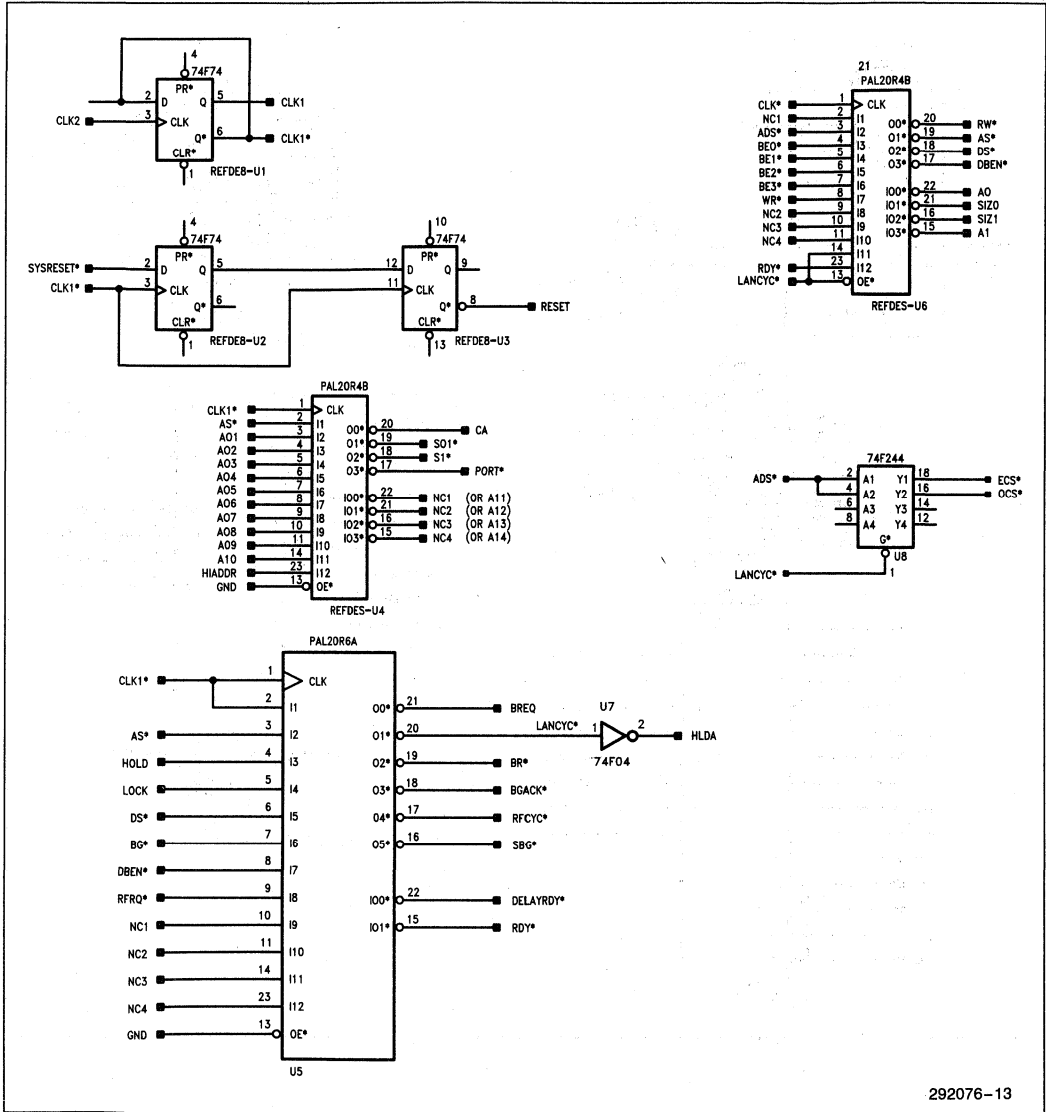 4
74F74
PR*
2 D Q 5 CLK1
CLK2 3 CLK
Q* 6 CLK1*
CLR*
1
REFDE8-U1
21
PAL20R4B
CLK* 1 CLK
NC1 2 I1 O0* 20 RW*
ADS* 3 I2 O1* 19 AS*
BE0* 4 I3 O2* 18 DS*
BE1* 5 I4 O3* 17 DBEN*
BE2* 6 I5
BE3* 7 I6 IO0* 22 A0
WR* 8 I7 IO1* 21 SIZ0
NC2 9 I8 IO2* 16 SIZ1
NC3 10 I9 IO3* 15 A1
NC4 11 I10
14 I11
RDY* 23 I12
LANCYC* 13 OE*
REFDES-U6
4
74F74
PR*
SYSRESET* 2 D Q 5
CLK1* 3 CLK
Q* 6
CLR*
1
REFDE8-U2
10
74F74
PR*
12 D Q 9
11 CLK
Q* 8 RESET
CLR*
13
REFDE8-U3
PAL20R4B
CLK1* 1 CLK
AS* 2 I1 O0* 20 CA
A01 3 I2 O1* 19 S01*
A02 4 I3 O2* 18 S1*
A03 5 I4 O3* 17 PORT*
A04 6 I5
A05 7 I6 IO0* 22 NC1 (OR A11)
A06 8 I7 IO1* 21 NC2 (OR A12)
A07 9 I8 IO2* 16 NC3 (OR A13)
A08 10 I9 IO3* 15 NC4 (OR A14)
A09 11 I10
A10 14 I11
HIADDR 23 I12
GND 13 OE*
REFDES-U4
74F244
ADS* 2 A1 Y1 18 ECS*
4 A2 Y2 16 OCS*
6 A3 Y3 14
8 A4 Y4 12
G*
U8
LANCYC* 1
PAL20R6A
CLK1* 1 CLK
2 I1 O0* 21 BREQ
AS* 3 I2 O1* 20 LANCYC* 1 U7 2 HLDA
74F04
HOLD 4 I3 O2* 19 BR*
LOCK 5 I4 O3* 18 BGACK*
DS* 6 I5 O4* 17 RFCYC*
BG* 7 I6 O5* 16 SBG*
DBEN* 8 I7
RFRQ* 9 I8 IO0* 22 DELAYRDY*
NC1 10 I9 IO1* 15 RDY*
NC2 11 I10
NC3 14 I11
NC4 23 I12
GND 13 OE*
U5
292076-13